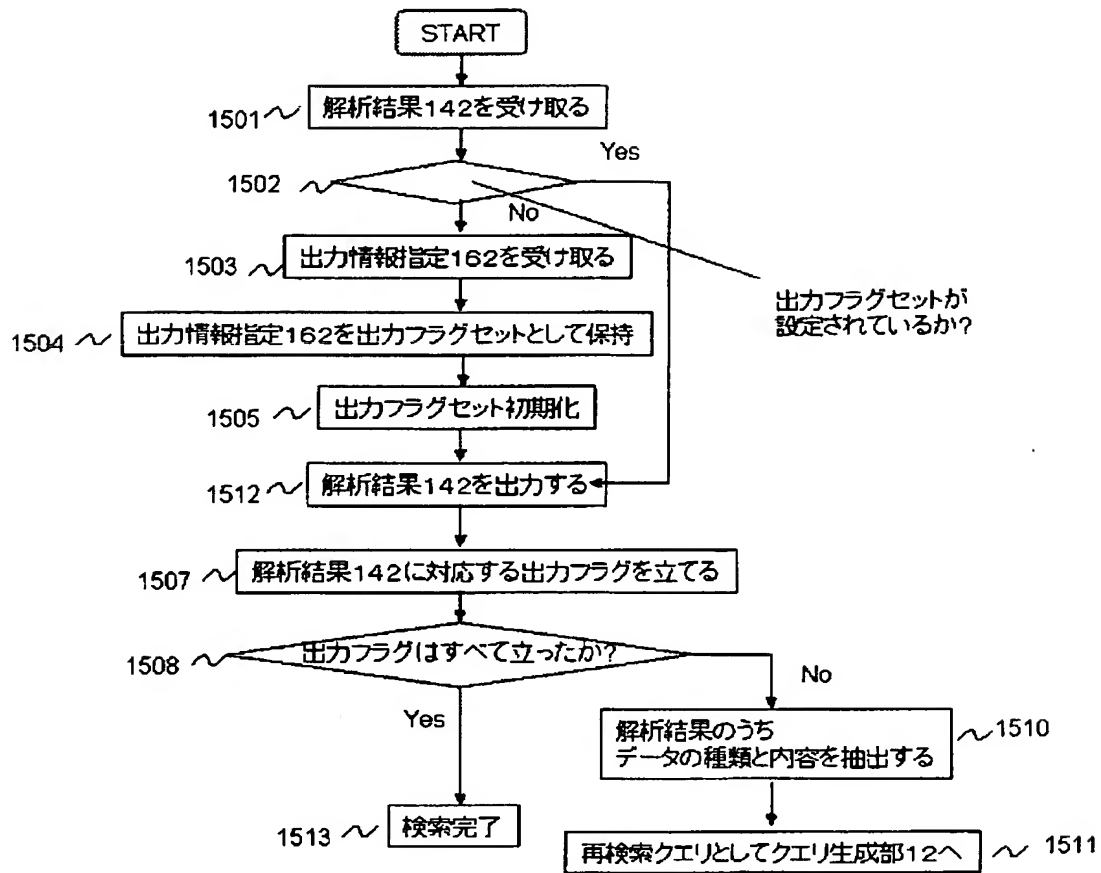 START
1501 解析結果142を受け取る
Yes
1502
No
1503 出力情報指定162を受け取る
出力フラグセットが
設定されているか?
1504 出力情報指定162を出力フラグセットとして保持
1505 出力フラグセット初期化
1512 解析結果142を出力する
1507 解析結果142に対応する出力フラグを立てる
1508 出力フラグはすべて立ったか?
No
Yes
解析結果のうち
データの種類と内容を抽出する 1510
1513 検索完了
再検索クエリとしてクエリ生成部12へ 1511